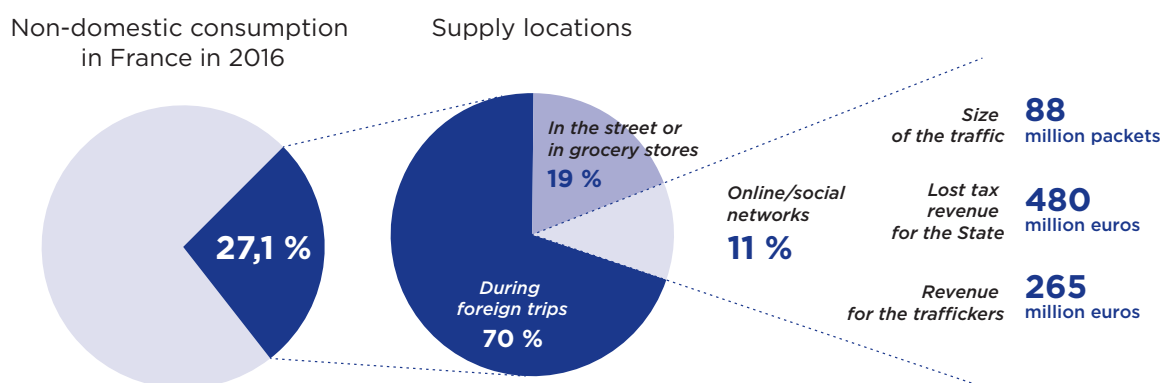 Non-domestic consumption
in France in 2016
27,1 %
Supply locations
In the street or
in grocery stores
19 %
During
foreign trips
70 %
Online/social
networks
11 %
Size
of the traffic
88
million packets
Lost tax
revenue
for the State
480
million euros
Revenue
for the traffickers
265
million euros